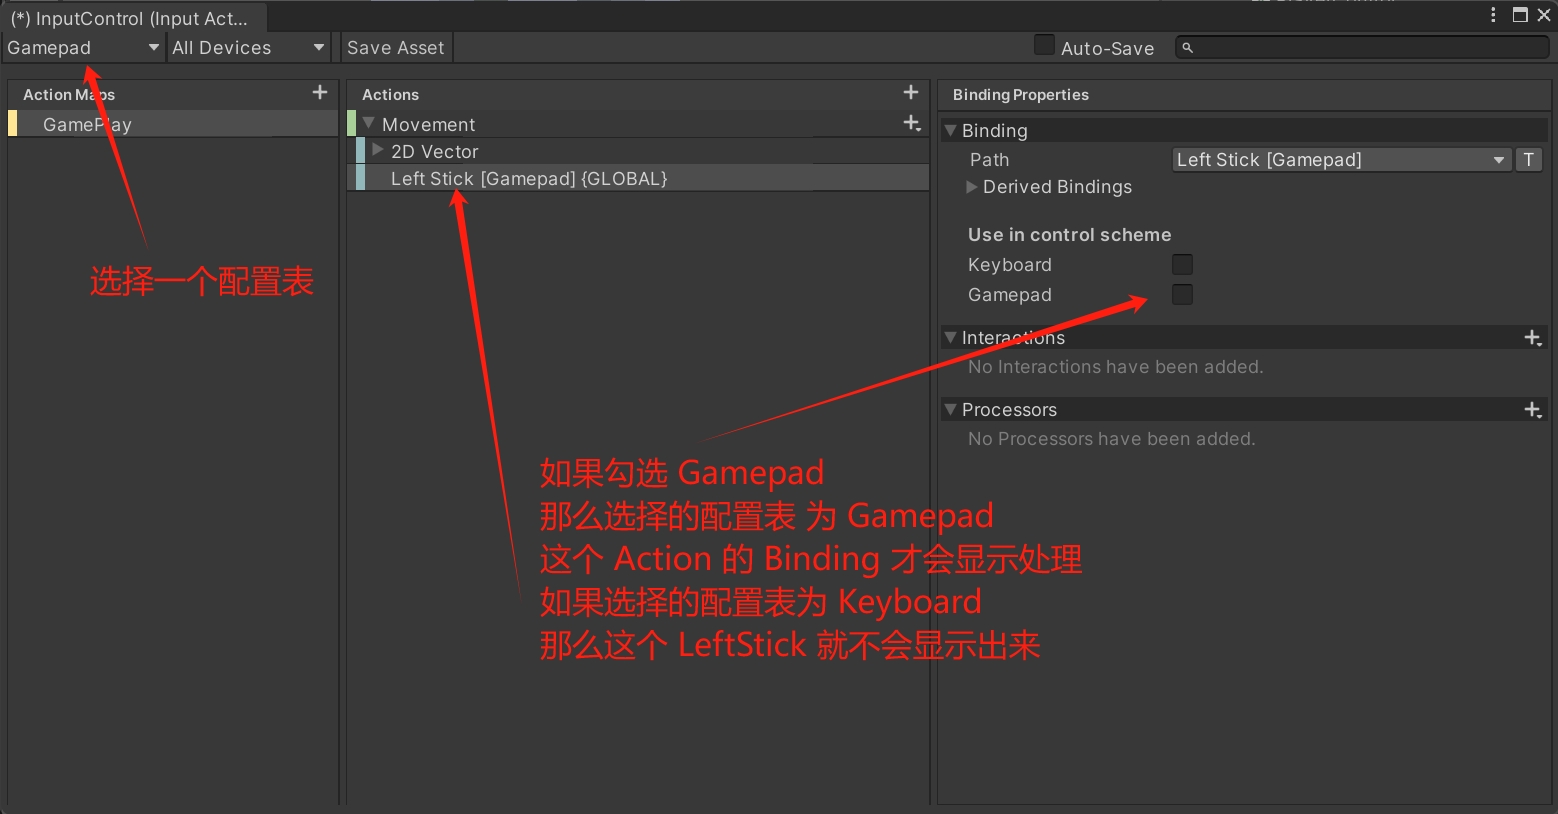 (*) InputControl (Input Act...
Gamepad
All Devices
Save Asset
Auto-Save
Action Maps
GamePlay
Actions
Movement
2D Vector
Left Stick [Gamepad] {GLOBAL}
Binding Properties
Binding
Path
Left Stick [Gamepad]
T
Derived Bindings
Use in control scheme
Keyboard
Gamepad
Interactions
No Interactions have been added.
Processors
No Processors have been added.
选择一个配置表
如果勾选 Gamepad
那么选择的配置表 为 Gamepad
这个 Action 的 Binding 才会显示处理
如果选择的配置表为 Keyboard
那么这个 LeftStick 就不会显示出来